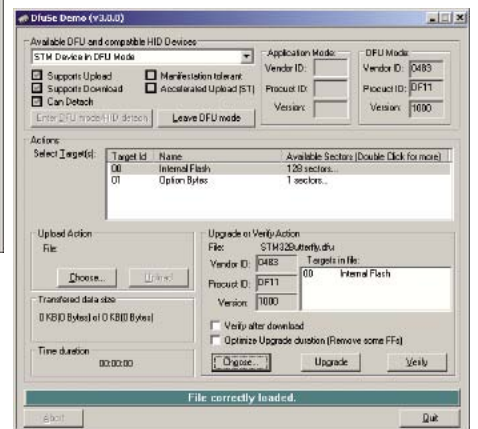 DfuSe Demo (v3.0.0)
Available DFU and compatible HID Devices
STM Device in DFU Mode
Supports Upload
Manifestation tolerant
Supports Download
Accelerated Upload (ST)
Can Detach
Enter DFU mode/HID detach
Leave DFU mode
Application Mode:
Vendor ID:
Procuct ID:
Version:
DFU Mode:
Vendor ID: 0483
Procuct ID: DF11
Version: 1000
Actions
Select Target(s):
Target Id Name Available Sectors (Double Click for more)
00 Internal Flash 128 sectors...
01 Option Bytes 1 sectors...
Upload Action
File:
Choose...
Upload
Transfered data size
0 KB(0 Bytes) of 0 KB(0 Bytes)
Time duration
00:00:00
Upgrade or Verify Action
File: STM32Butterfly.dfu
Vendor ID: 0483
Procuct ID: DF11
Version: 1000
Targets in file:
00 Internal Flash
Verify after download
Optimize Upgrade duration (Remove some FFs)
Choose...
Upgrade
Verify
File correctly loaded.
Abort
Quit